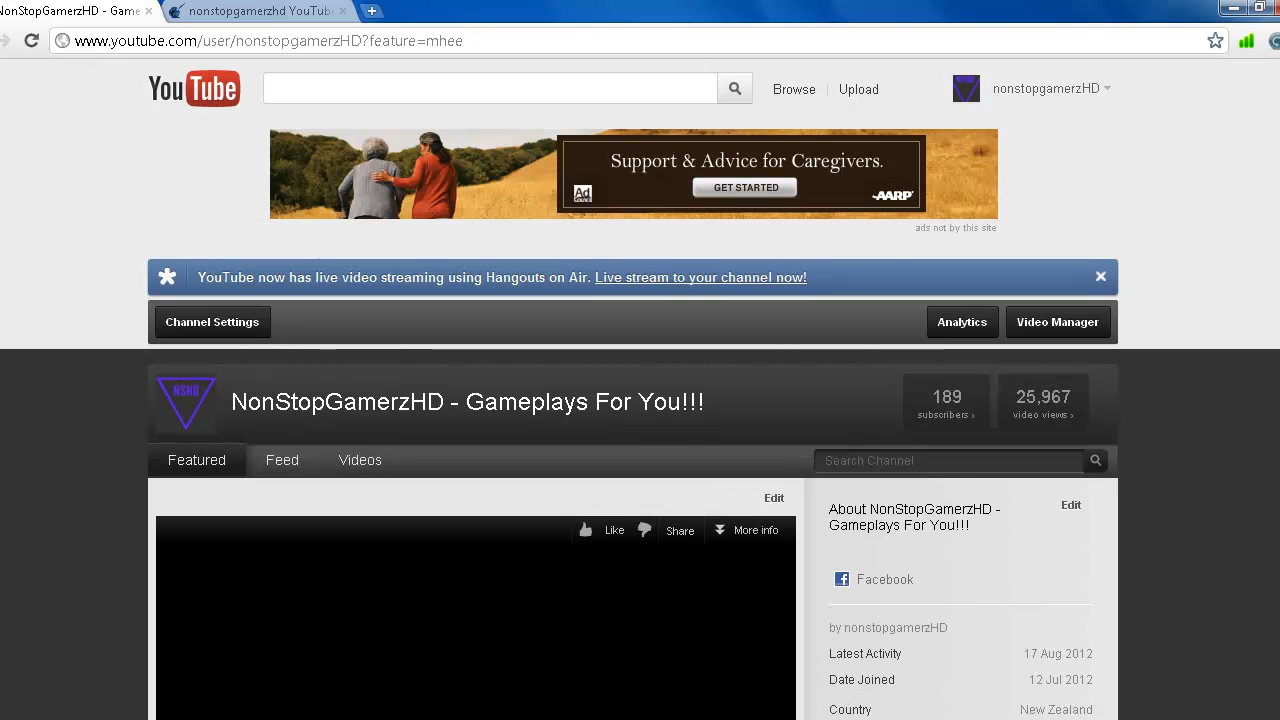 NonStopGamerzHD - Game
nonstopgamerzhd YouTub
www.youtube.com/user/nonstopgamerzHD?feature=mhee
YouTube
Browse
Upload
nonstopgamerzHD
Support & Advice for Caregivers.
GET STARTED
Ad
AARP
ads not by this site
YouTube now has live video streaming using Hangouts on Air. Live stream to your channel now!
Channel Settings
Analytics
Video Manager
NSHD
NonStopGamerzHD - Gameplays For You!!!
189
subscribers ›
25,967
video views ›
Featured
Feed
Videos
Search Channel
Edit
Like
Share
More info
About NonStopGamerzHD -
Gameplays For You!!!
Edit
Facebook
by nonstopgamerzHD
Latest Activity 17 Aug 2012
Date Joined 12 Jul 2012
Country New Zealand